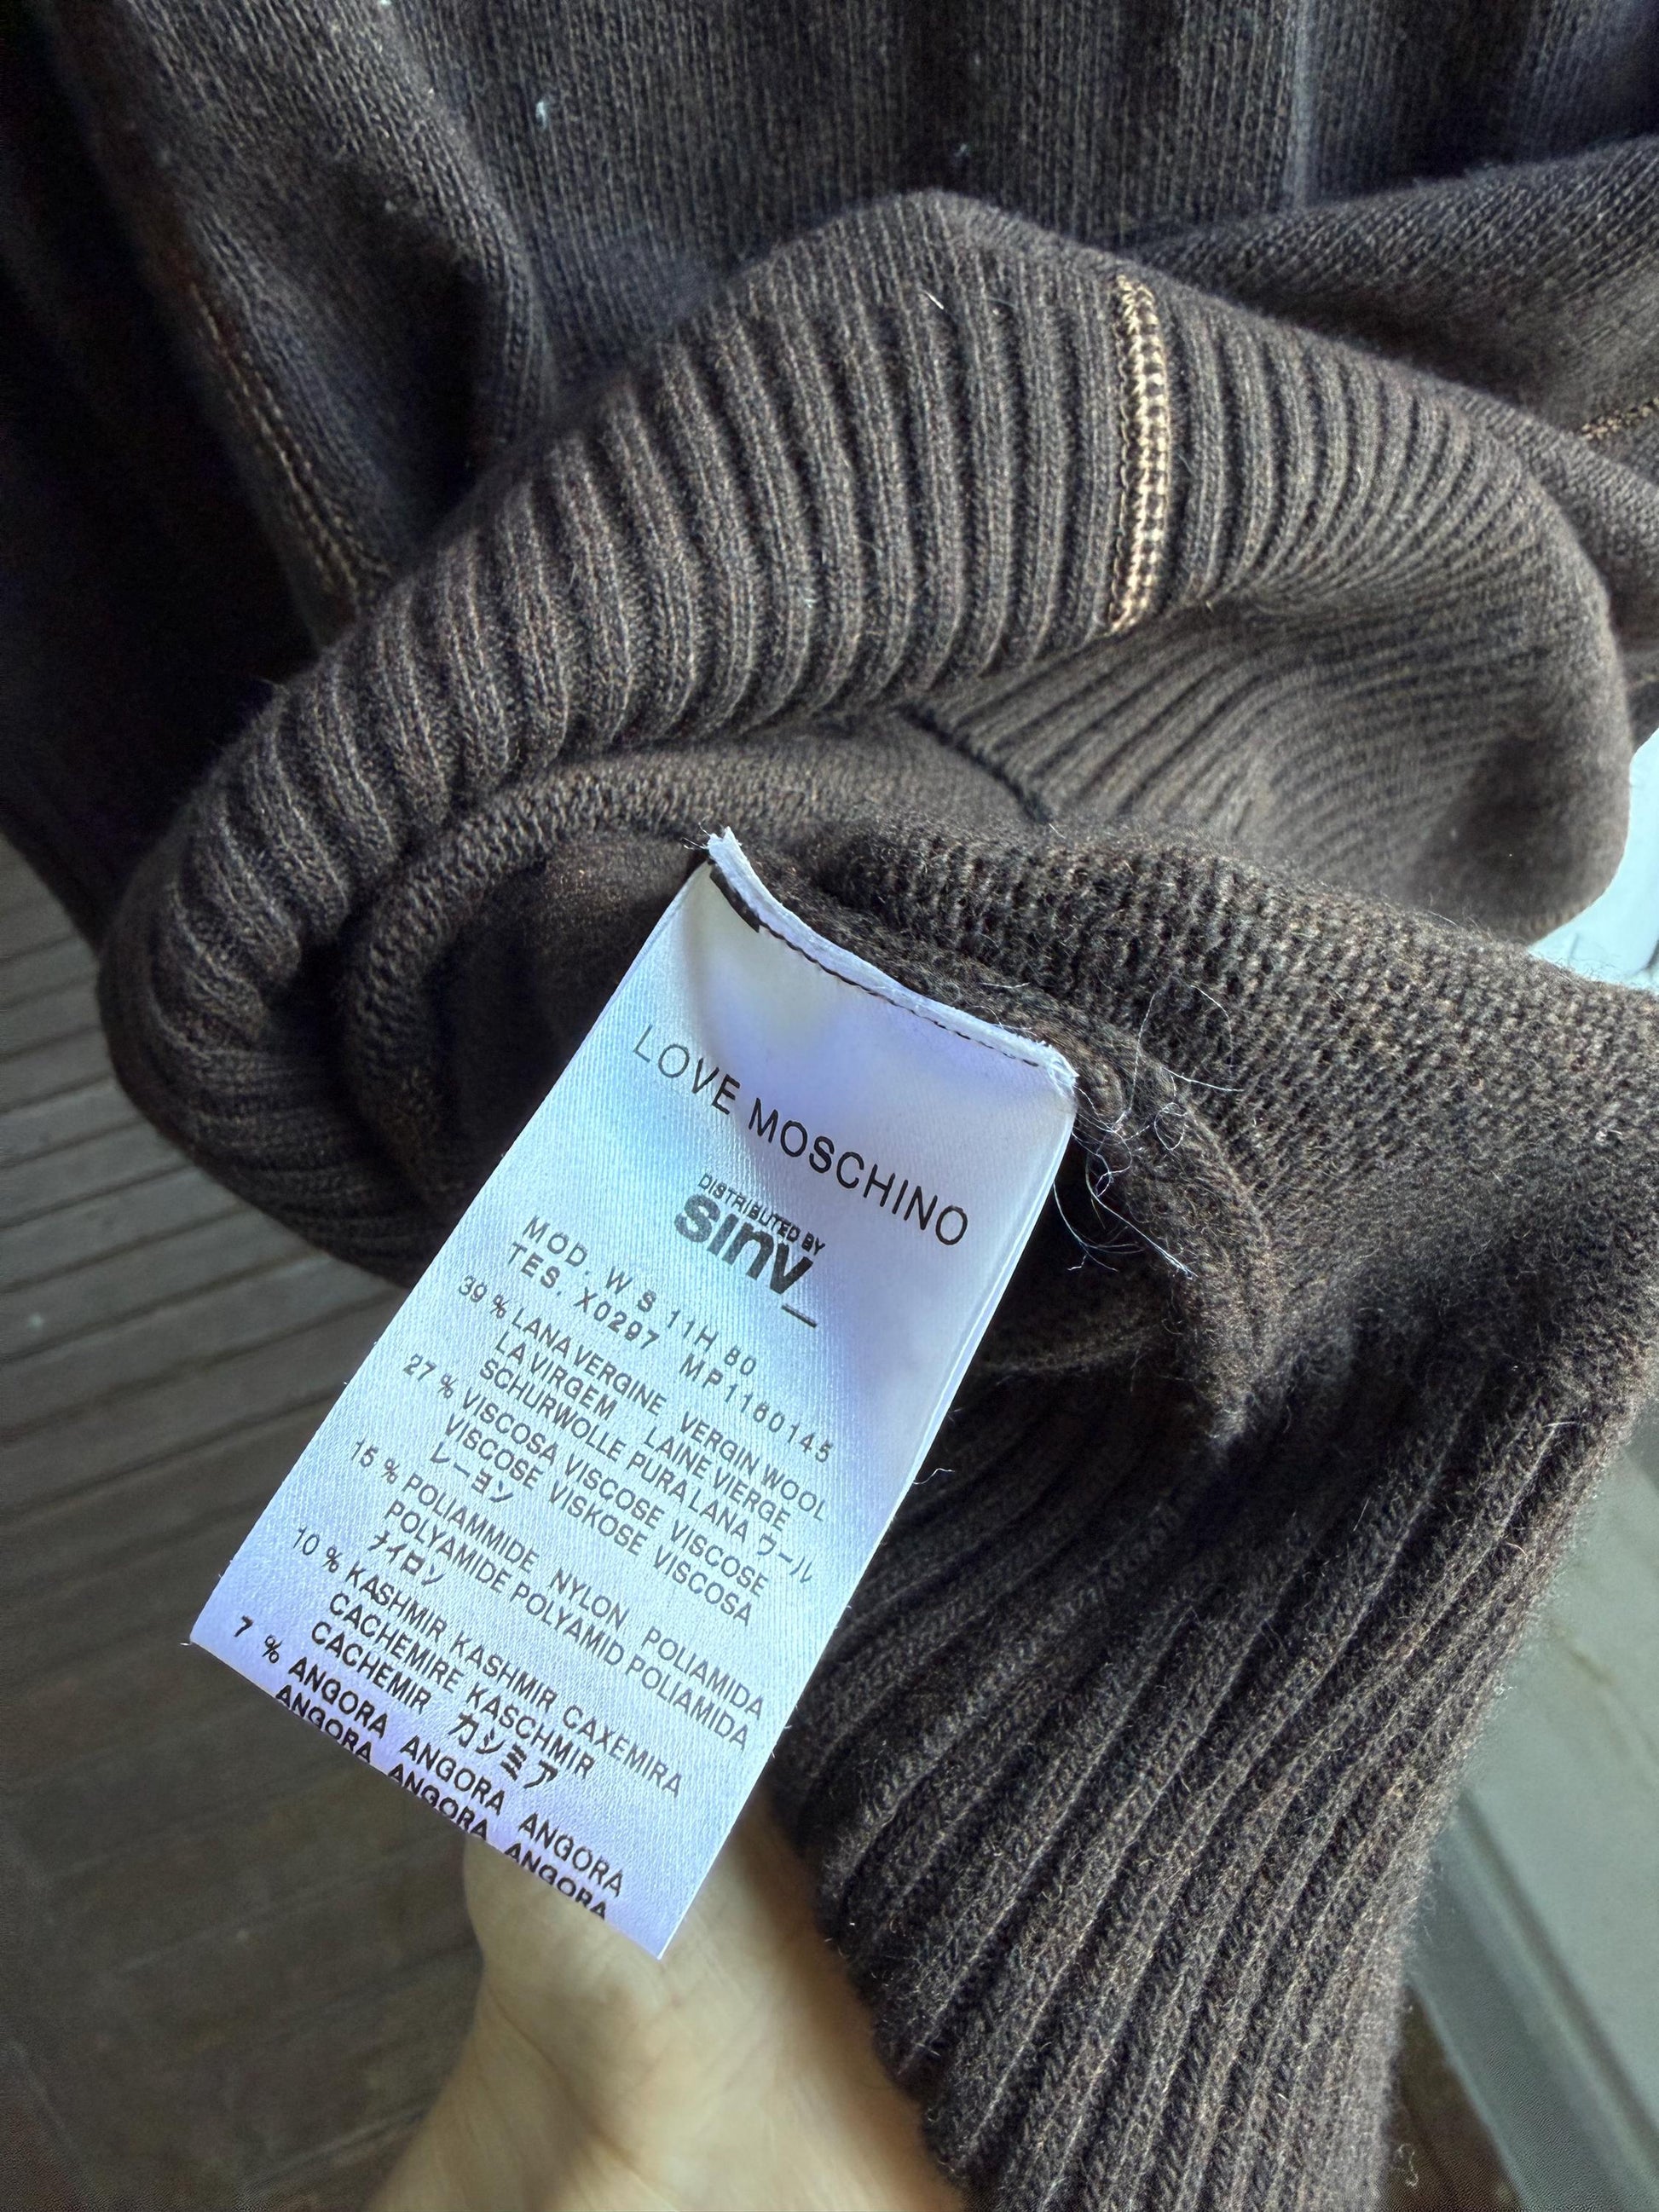 LOVE MOSCHINO
DISTRIBUTED BY
sinv_
MOD. W S 11H 80
TES. X0297 MP1160145
39 % LANA VERGINE VERGIN WOOL
LA VIRGEM LAINE VIERGE
SCHURWOLLE PURA LANA ウール
27 % VISCOSA VISCOSE VISCOSE
VISCOSE VISKOSE VISCOSA
レーヨン
15 % POLIAMMIDE NYLON POLIAMIDA
POLYAMIDE POLYAMID POLIAMIDA
ナイロン
10 % KASHMIR KASHMIR CAXEMIRA
CACHEMIRE KASCHMIR
CACHEMIR カシミア
7 % ANGORA ANGORA ANGORA
ANGORA ANGORA ANGORA